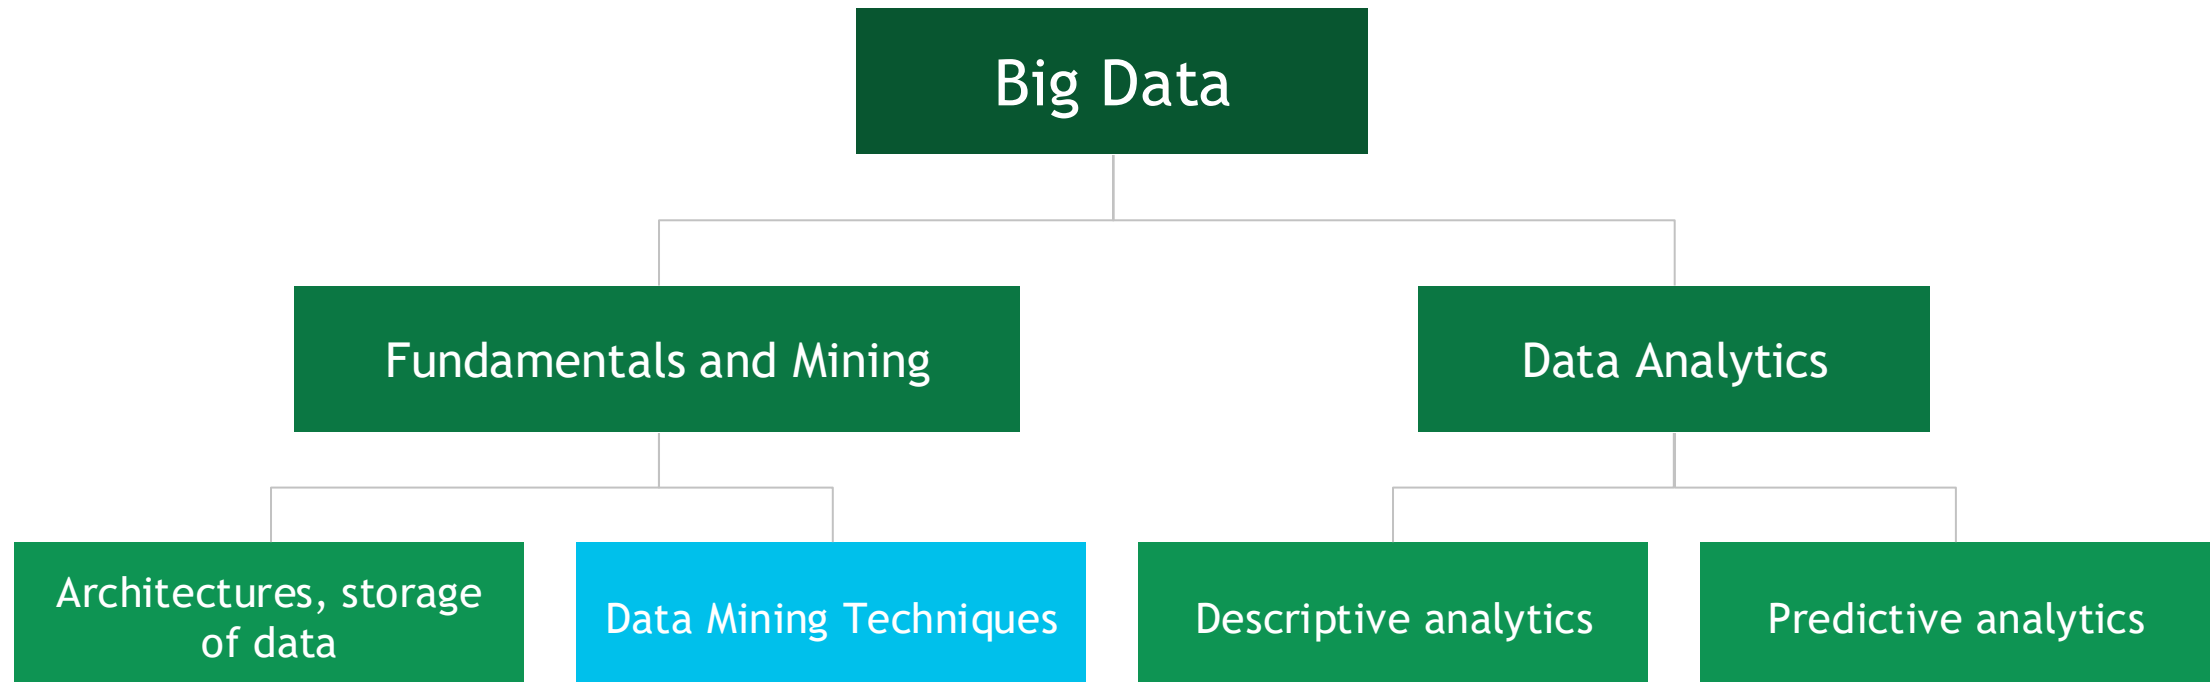 Big Data
Fundamentals and Mining
Data Analytics
Architectures, storage
of data
Data Mining Techniques
Descriptive analytics
Predictive analytics